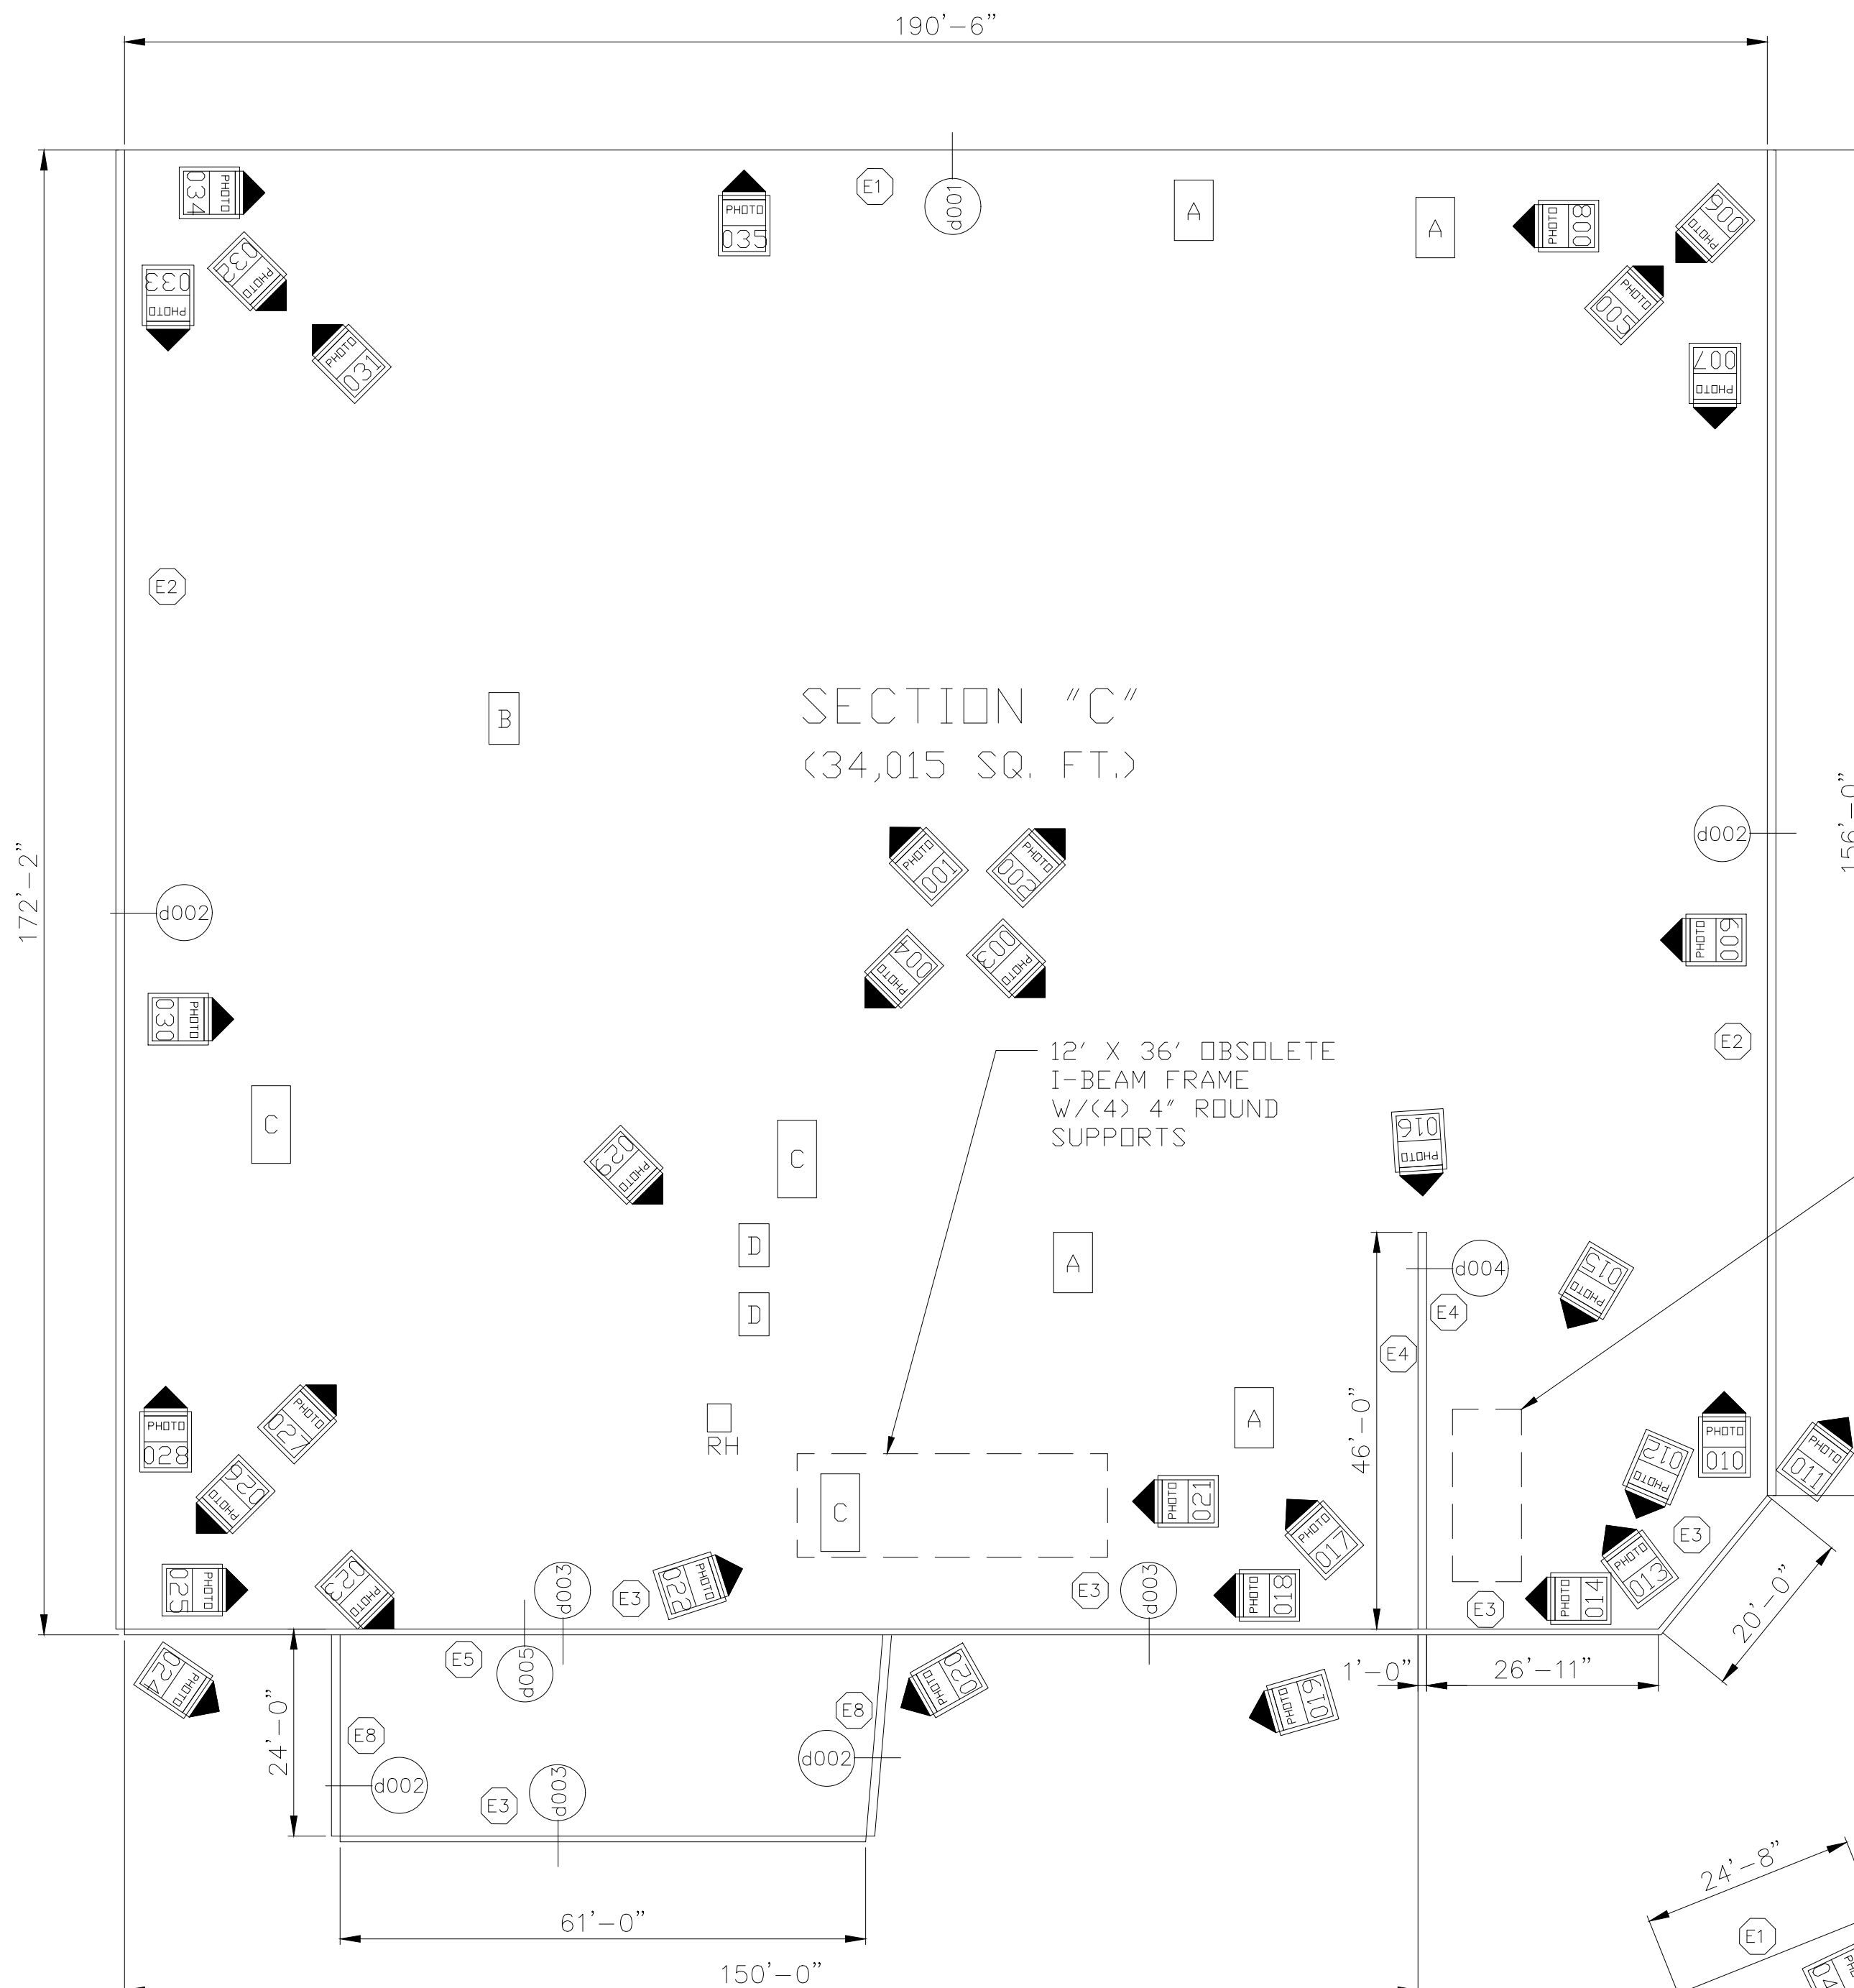 190'-6"
034
PHOTO
PHOTO
035
E1
d001
A
A
PHOTO
008
006
PHOTO
033
PHOTO
032
PHOTO
PHOTO
031
PHOTO
005
007
PHOTO
E2
B
SECTION "C"
(34,015 SQ. FT.)
172'-2"
156'-0"
d002
d002
PHOTO
001
PHOTO
002
004
PHOTO
003
PHOTO
PHOTO
009
030
PHOTO
E2
12' X 36' OBSOLETE
I-BEAM FRAME
W/(4) 4" ROUND
SUPPORTS
C
029
PHOTO
C
016
PHOTO
D
D
A
d004
015
PHOTO
E4
E4
46'-0"
PHOTO
028
PHOTO
027
026
PHOTO
RH
A
C
PHOTO
021
PHOTO
017
012
PHOTO
PHOTO
010
PHOTO
011
E3
PHOTO
013
025
PHOTO
023
PHOTO
d003
E3
022
PHOTO
E3
d003
PHOTO
018
E3
PHOTO
014
20'-0"
024
PHOTO
E5
d005
E8
020
PHOTO
019
PHOTO
1'-0"
26'-11"
24'-0"
E8
d002
d002
E3
d003
61'-0"
150'-0"
24'-8"
E1